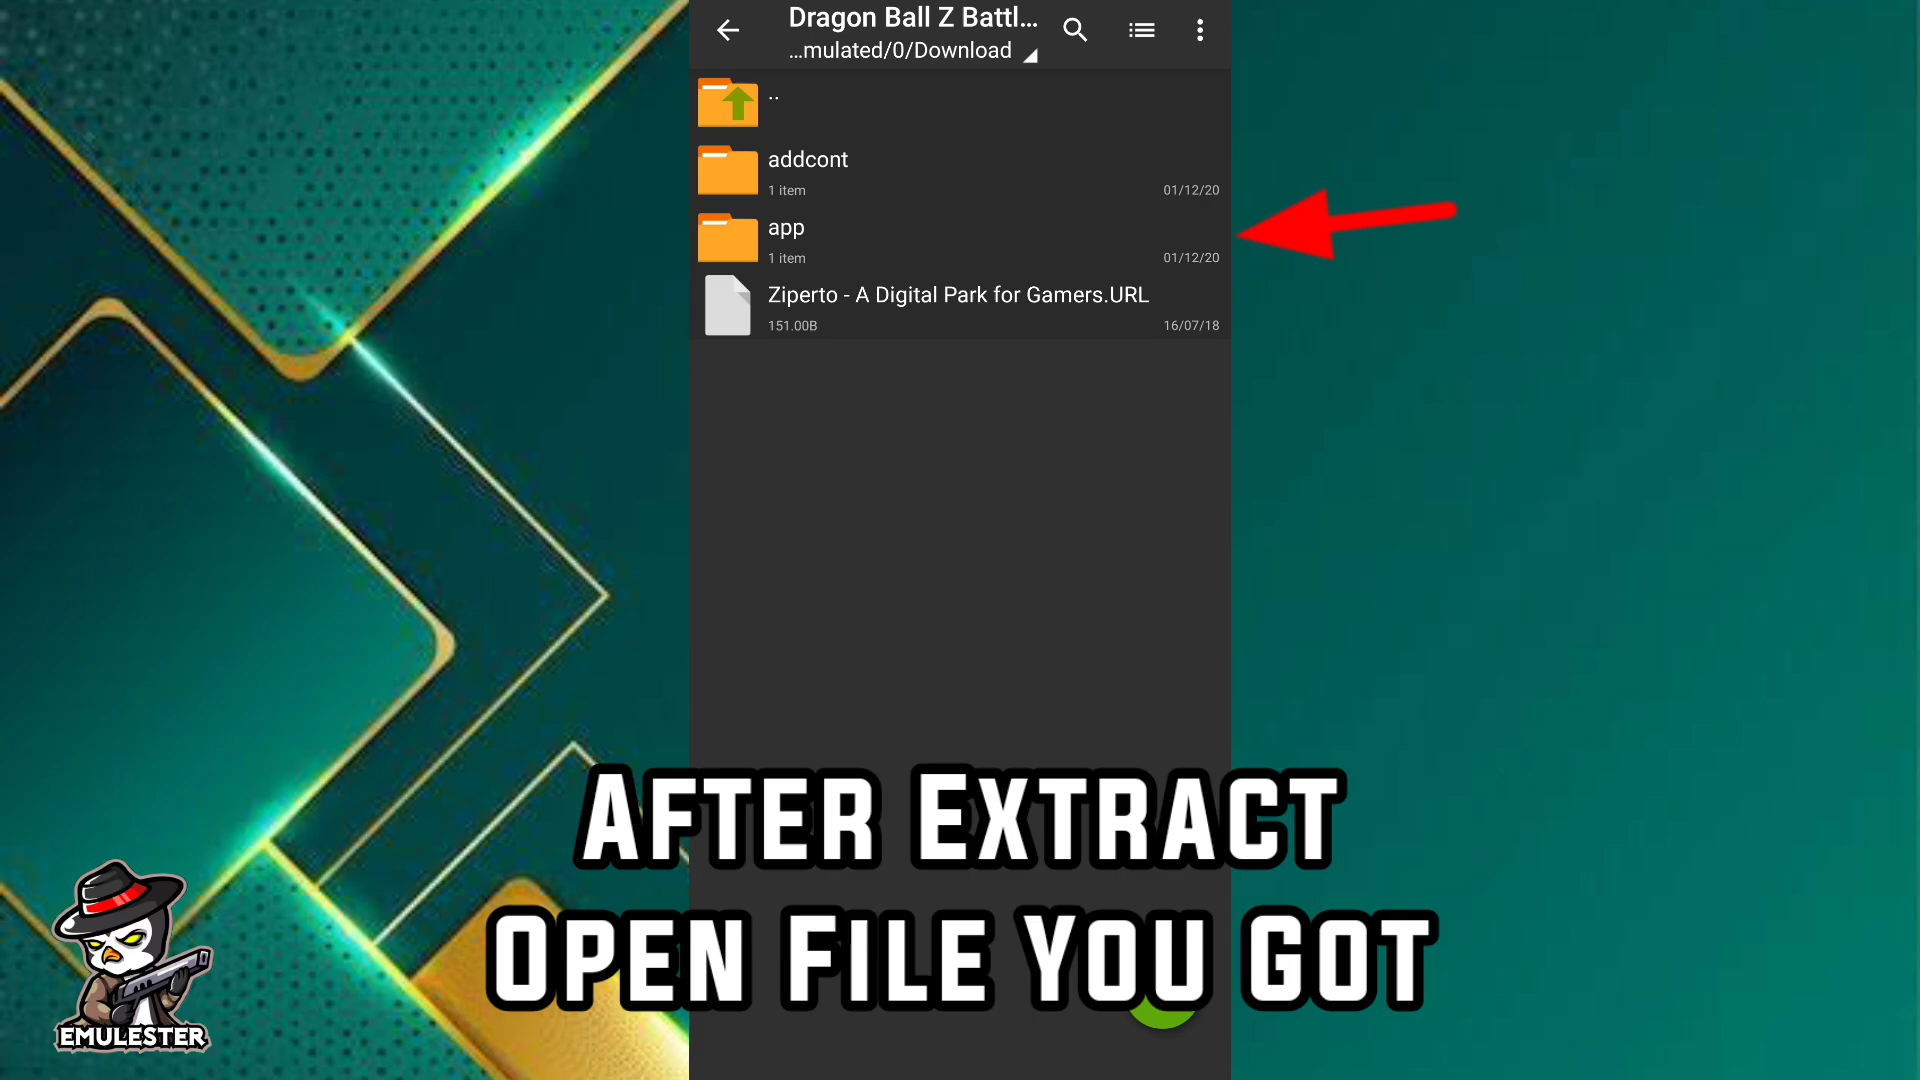 Dragon Ball Z Battl...
...mulated/0/Download
..
addcont
1 item
01/12/20
app
1 item
01/12/20
Ziperto - A Digital Park for Gamers.URL
151.00B
16/07/18
After Extract
Open File You Got
EMULESTER